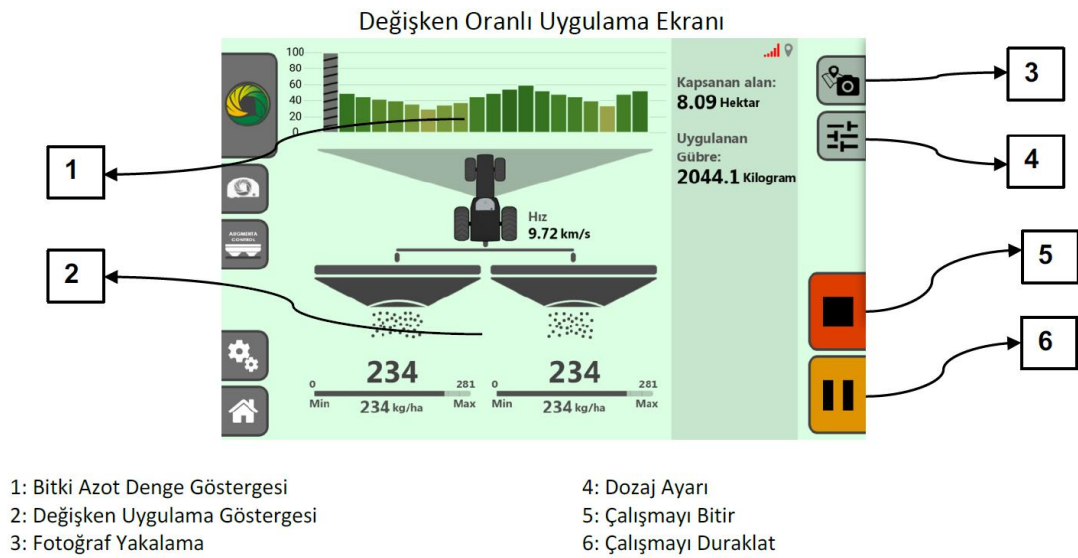 Değişken Oranlı Uygulama Ekranı
100
80
60
40
20
0
Kapsanan alan:
8.09 Hektar
Uygulanan
Gübre:
2044.1 Kilogram
Hız
9.72 km/s
AUGMENTA
CONTROL
234
0
281
Min
234 kg/ha
Max
234
0
281
Min
234 kg/ha
Max
1
2
3
4
5
6
1: Bitki Azot Denge Göstergesi
2: Değişken Uygulama Göstergesi
3: Fotoğraf Yakalama
4: Dozaj Ayarı
5: Çalışmayı Bitir
6: Çalışmayı Duraklat